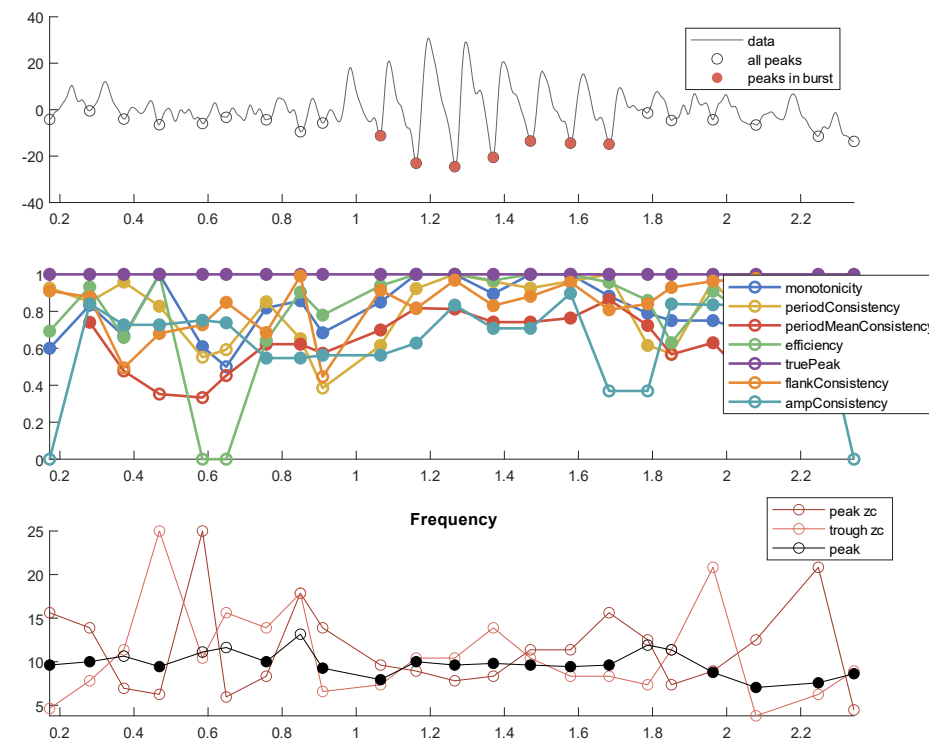 40
20
0
-20
-40
0.2 0.4 0.6 0.8 1 1.2 1.4 1.6 1.8 2 2.2
data
all peaks
peaks in burst
1
0.8
0.6
0.4
0.2
0
0.2 0.4 0.6 0.8 1 1.2 1.4 1.6 1.8 2 2.2
monotonicity
periodConsistency
periodMeanConsistency
efficiency
truePeak
flankConsistency
ampConsistency
Frequency
25
20
15
10
5
0.2 0.4 0.6 0.8 1 1.2 1.4 1.6 1.8 2 2.2
peak zc
trough zc
peak